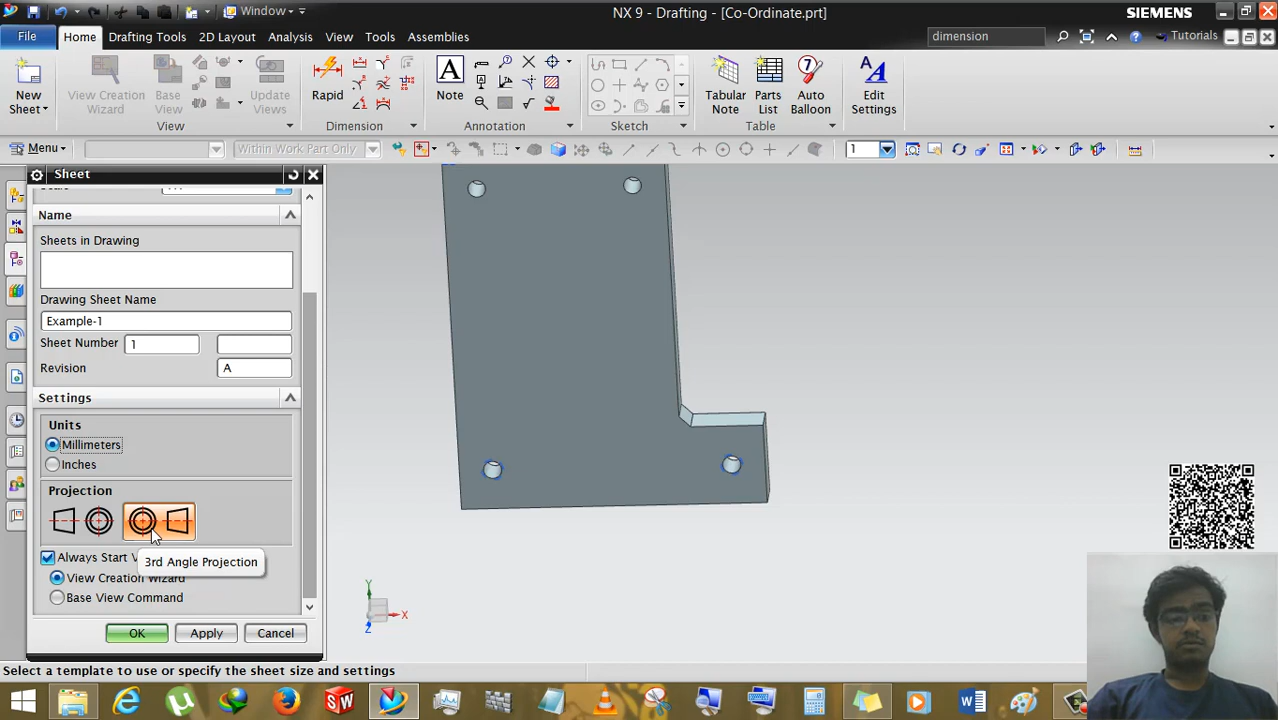 Window
NX 9 - Drafting - [Co-Ordinate.prt]
SIEMENS
File
Home
Drafting Tools
2D Layout
Analysis
View
Tools
Assemblies
dimension
Tutorials
New Sheet
View Creation Wizard
Base View
Update Views
Rapid
Note
Tabular Note
Parts List
Auto Balloon
Edit Settings
View
Dimension
Annotation
Sketch
Table
Menu
Within Work Part Only
1
Sheet
Name
Sheets in Drawing
Drawing Sheet Name
Example-1
Sheet Number
1
Revision
A
Settings
Units
Millimeters
Inches
Projection
Always Start V
3rd Angle Projection
View Creation Wizard
Base View Command
OK
Apply
Cancel
Y
X
Z
Select a template to use or specify the sheet size and settings